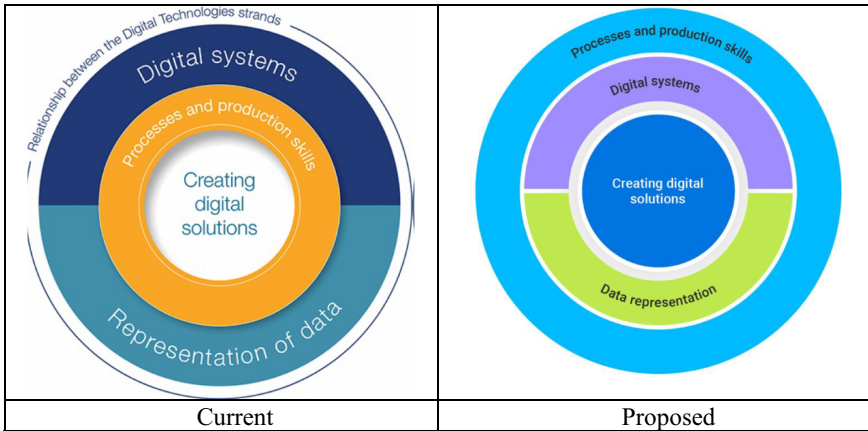 Relationship between the Digital Technologies strands
Digital systems
Processes and production skills
Creating
digital
solutions
Representation of data
Current
Processes and production skills
Digital systems
Creating digital
solutions
Data representation
Proposed